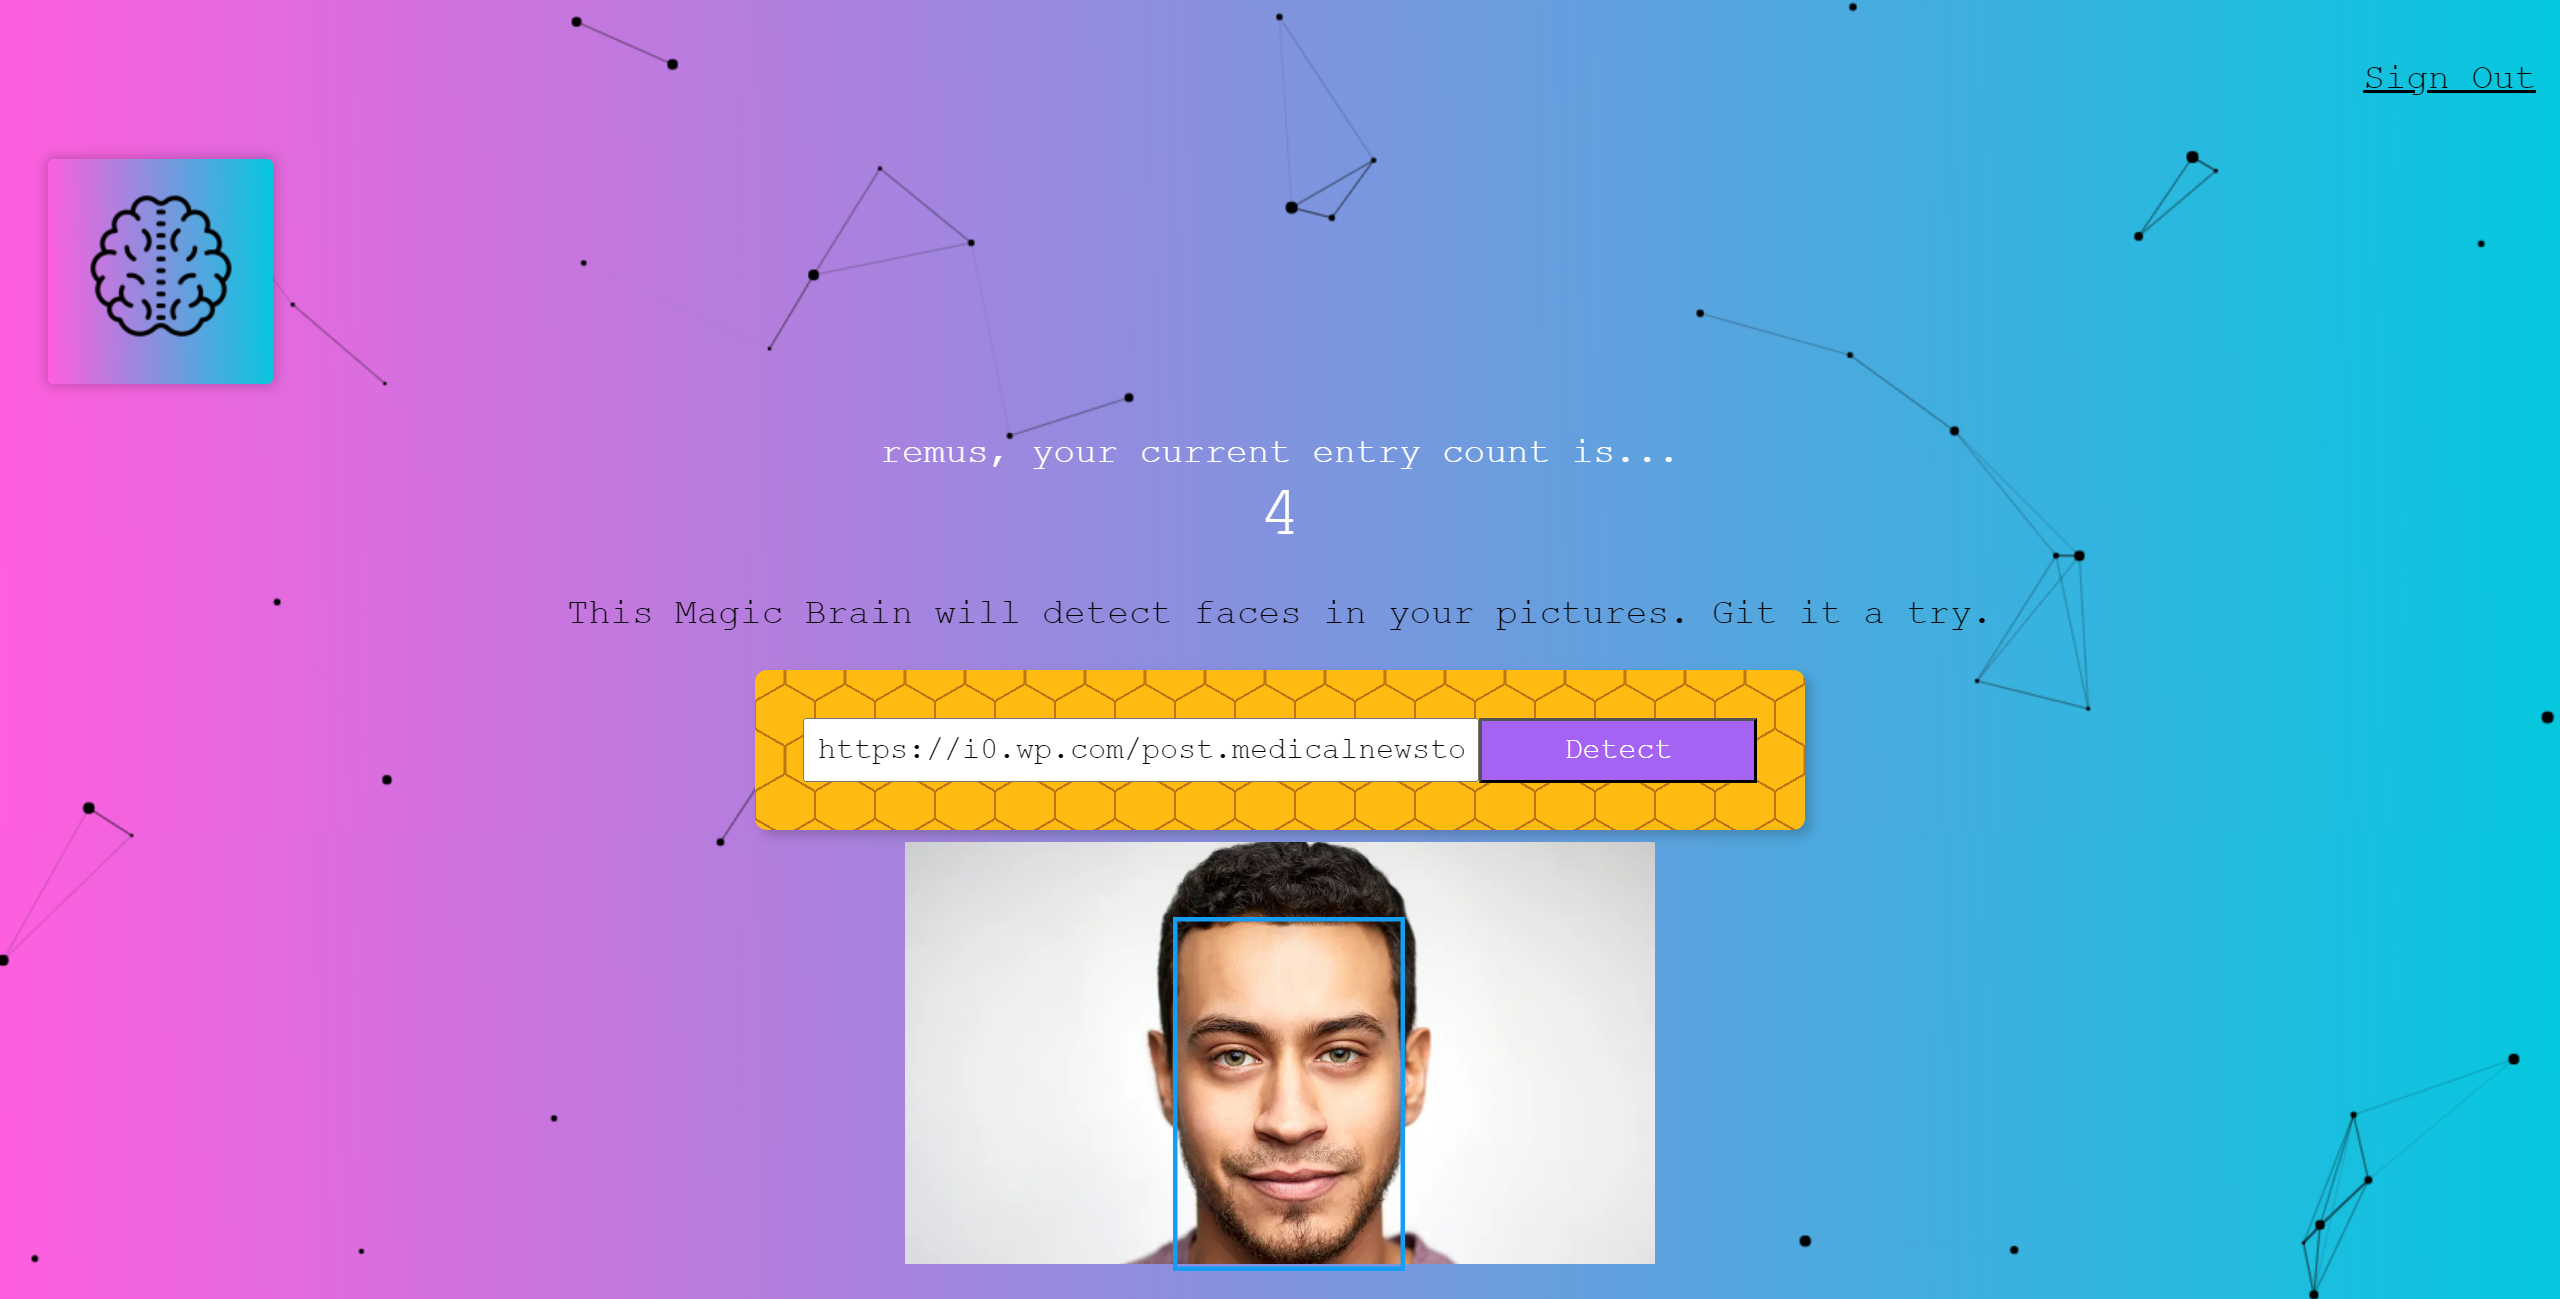 Sign Out
remus, your current entry count is...
4
This Magic Brain will detect faces in your pictures. Git it a try.
https://i0.wp.com/post.medicalnewsto
Detect